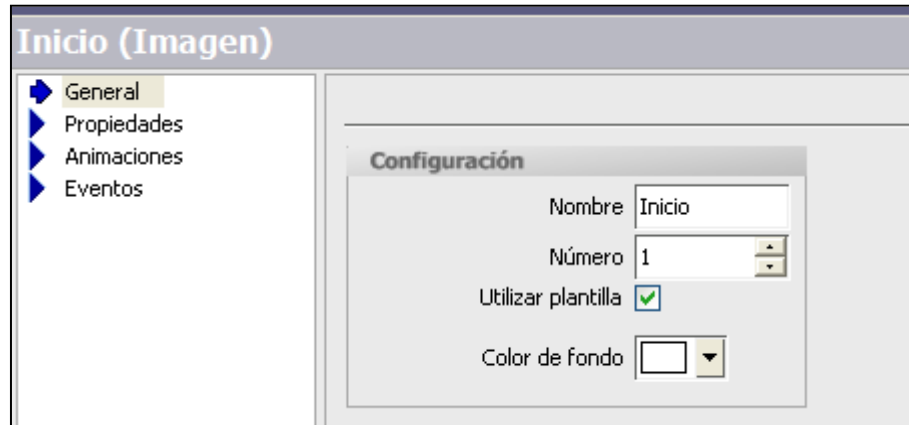 Inicio (Imagen)
General
Propiedades
Animaciones
Eventos
Configuración
Nombre Inicio
Número 1
Utilizar plantilla
Color de fondo